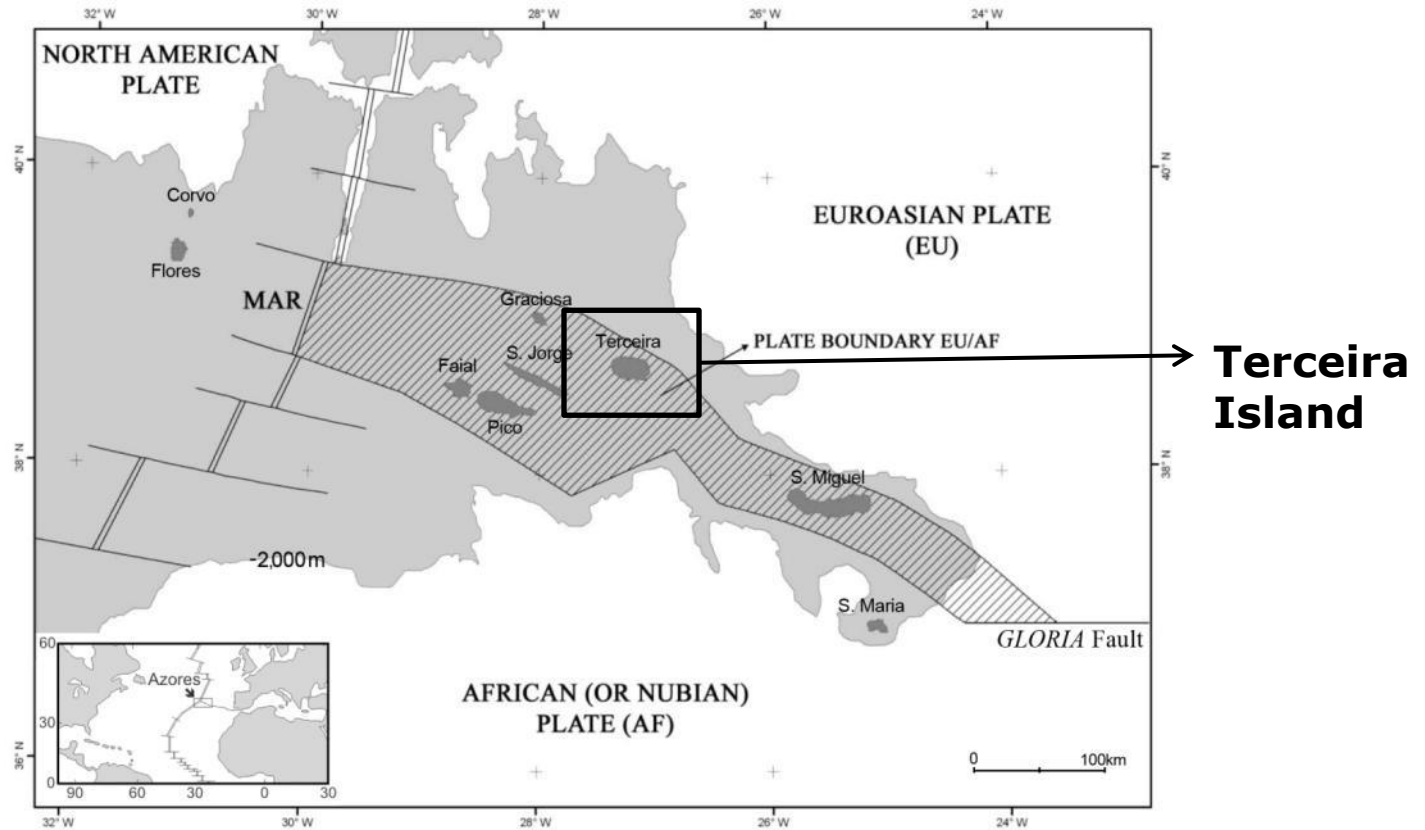 32° W
30° W
28° W
26° W
24° W
NORTH AMERICAN
PLATE
40° N
40° N
Corvo
Flores
EUROASIAN PLATE
(EU)
MAR
Graciosa
Terceira
PLATE BOUNDARY EU/AF
S. Jorge
Faial
Pico
Terceira
Island
38° N
38° N
S. Miguel
-2,000m
S. Maria
GLORIA Fault
60
Azores
30
0
90
60
30
0
30
AFRICAN (OR NUBIAN)
PLATE (AF)
0
100km
36° N
32° W
30° W
28° W
26° W
24° W